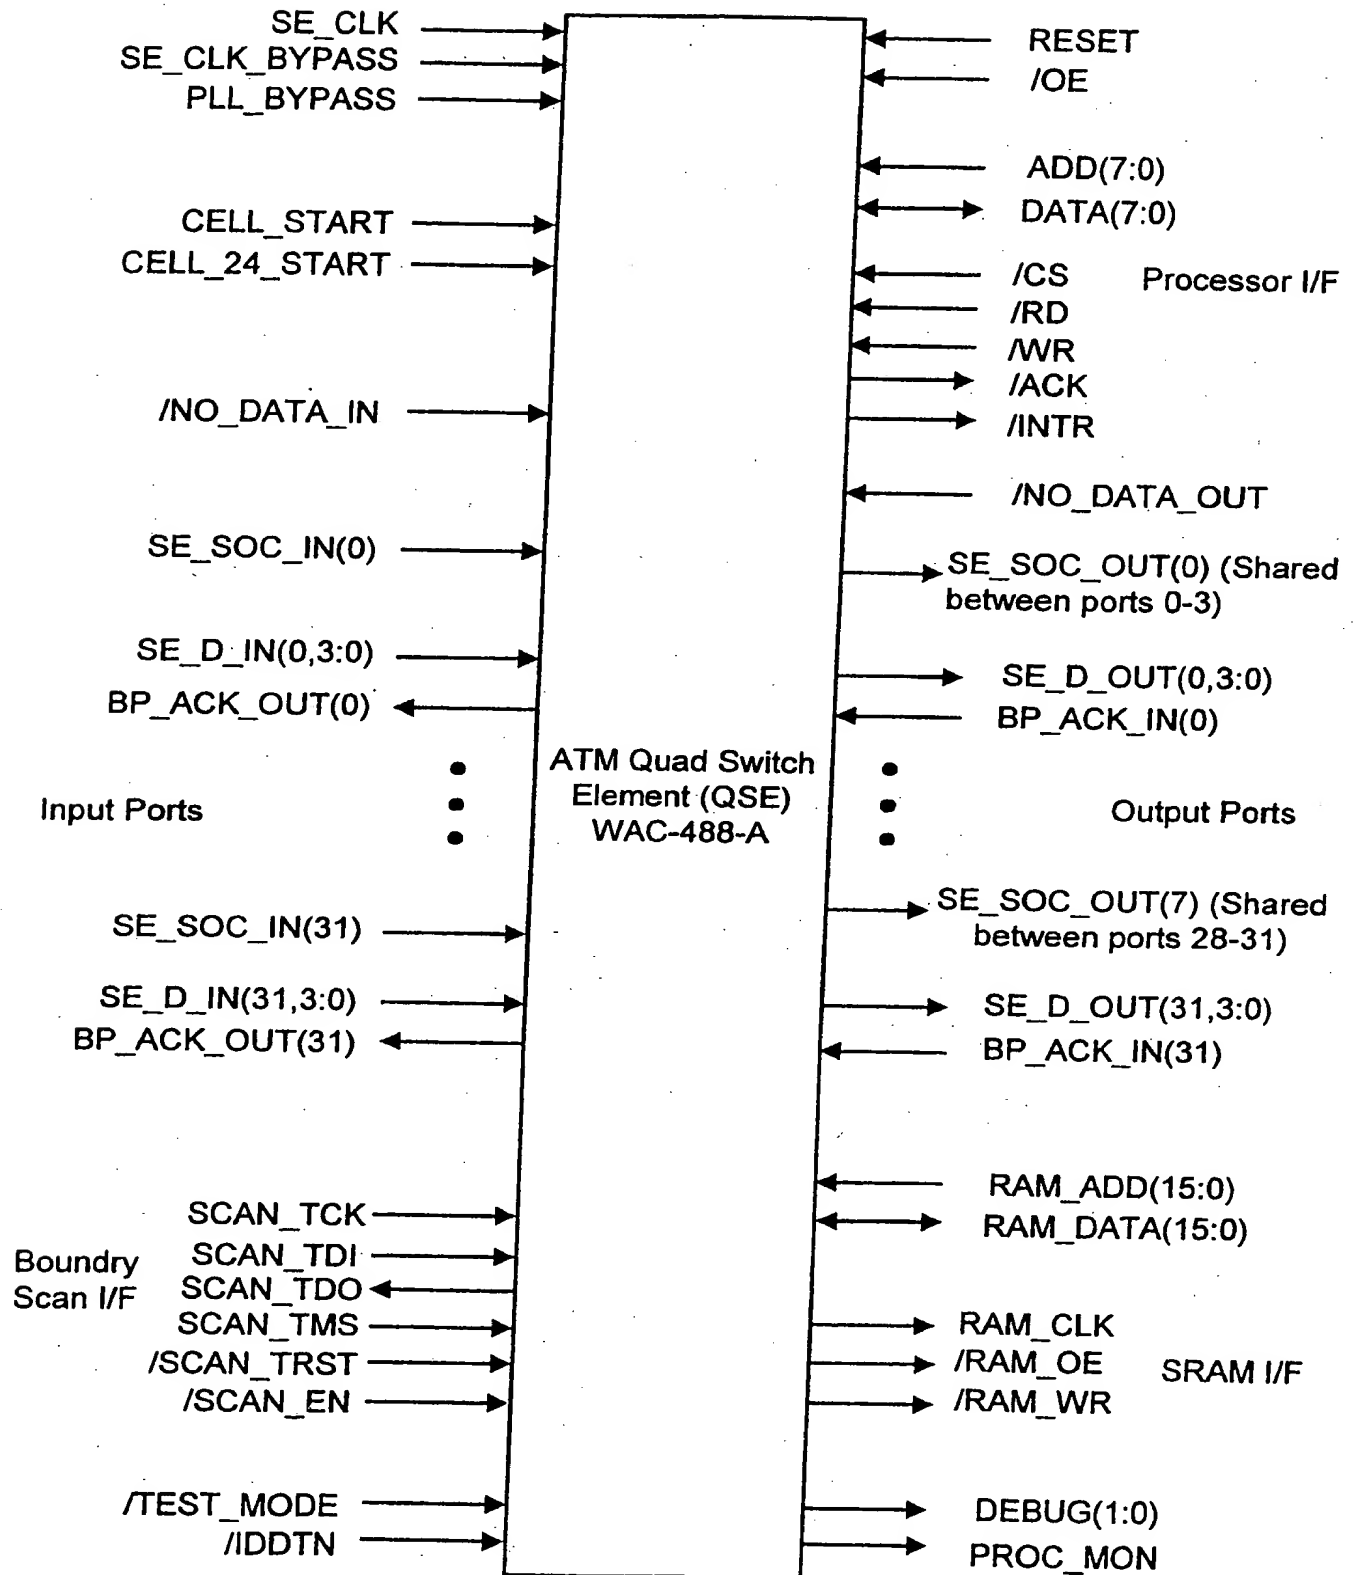 SE_CLK
SE_CLK_BYPASS
PLL_BYPASS
CELL_START
CELL_24_START
/NO_DATA_IN
SE_SOC_IN(0)
SE_D_IN(0,3:0)
BP_ACK_OUT(0)
Input Ports
SE_SOC_IN(31)
SE_D_IN(31,3:0)
BP_ACK_OUT(31)
SCAN_TCK
Boundry
Scan I/F
SCAN_TDI
SCAN_TDO
SCAN_TMS
/SCAN_TRST
/SCAN_EN
/TEST_MODE
/IDDTN
ATM Quad Switch
Element (QSE)
WAC-488-A
RESET
/OE
ADD(7:0)
DATA(7:0)
/CS
Processor I/F
/RD
/WR
/ACK
/INTR
/NO_DATA_OUT
SE_SOC_OUT(0) (Shared
between ports 0-3)
SE_D_OUT(0,3:0)
BP_ACK_IN(0)
Output Ports
SE_SOC_OUT(7) (Shared
between ports 28-31)
SE_D_OUT(31,3:0)
BP_ACK_IN(31)
RAM_ADD(15:0)
RAM_DATA(15:0)
RAM_CLK
/RAM_OE
SRAM I/F
/RAM_WR
DEBUG(1:0)
PROC_MON